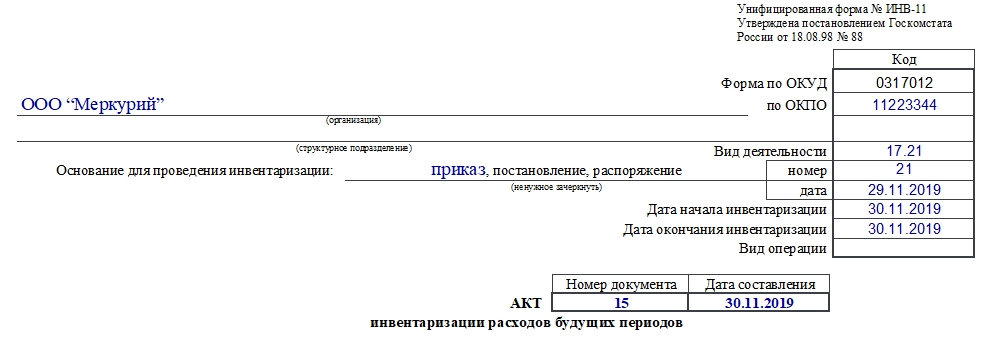 Унифицированная форма № ИНВ-11
Утверждена постановлением Госкомстата
России от 18.08.98 № 88
Код
Форма по ОКУД 0317012
ООО “Меркурий” по ОКПО 11223344
(организация)
(структурное подразделение)
Вид деятельности 17.21
Основание для проведения инвентаризации: приказ, постановление, распоряжение номер 21
(ненужное зачеркнуть)
дата 29.11.2019
Дата начала инвентаризации 30.11.2019
Дата окончания инвентаризации 30.11.2019
Вид операции
Номер документа Дата составления
АКТ 15 30.11.2019
инвентаризации расходов будущих периодов